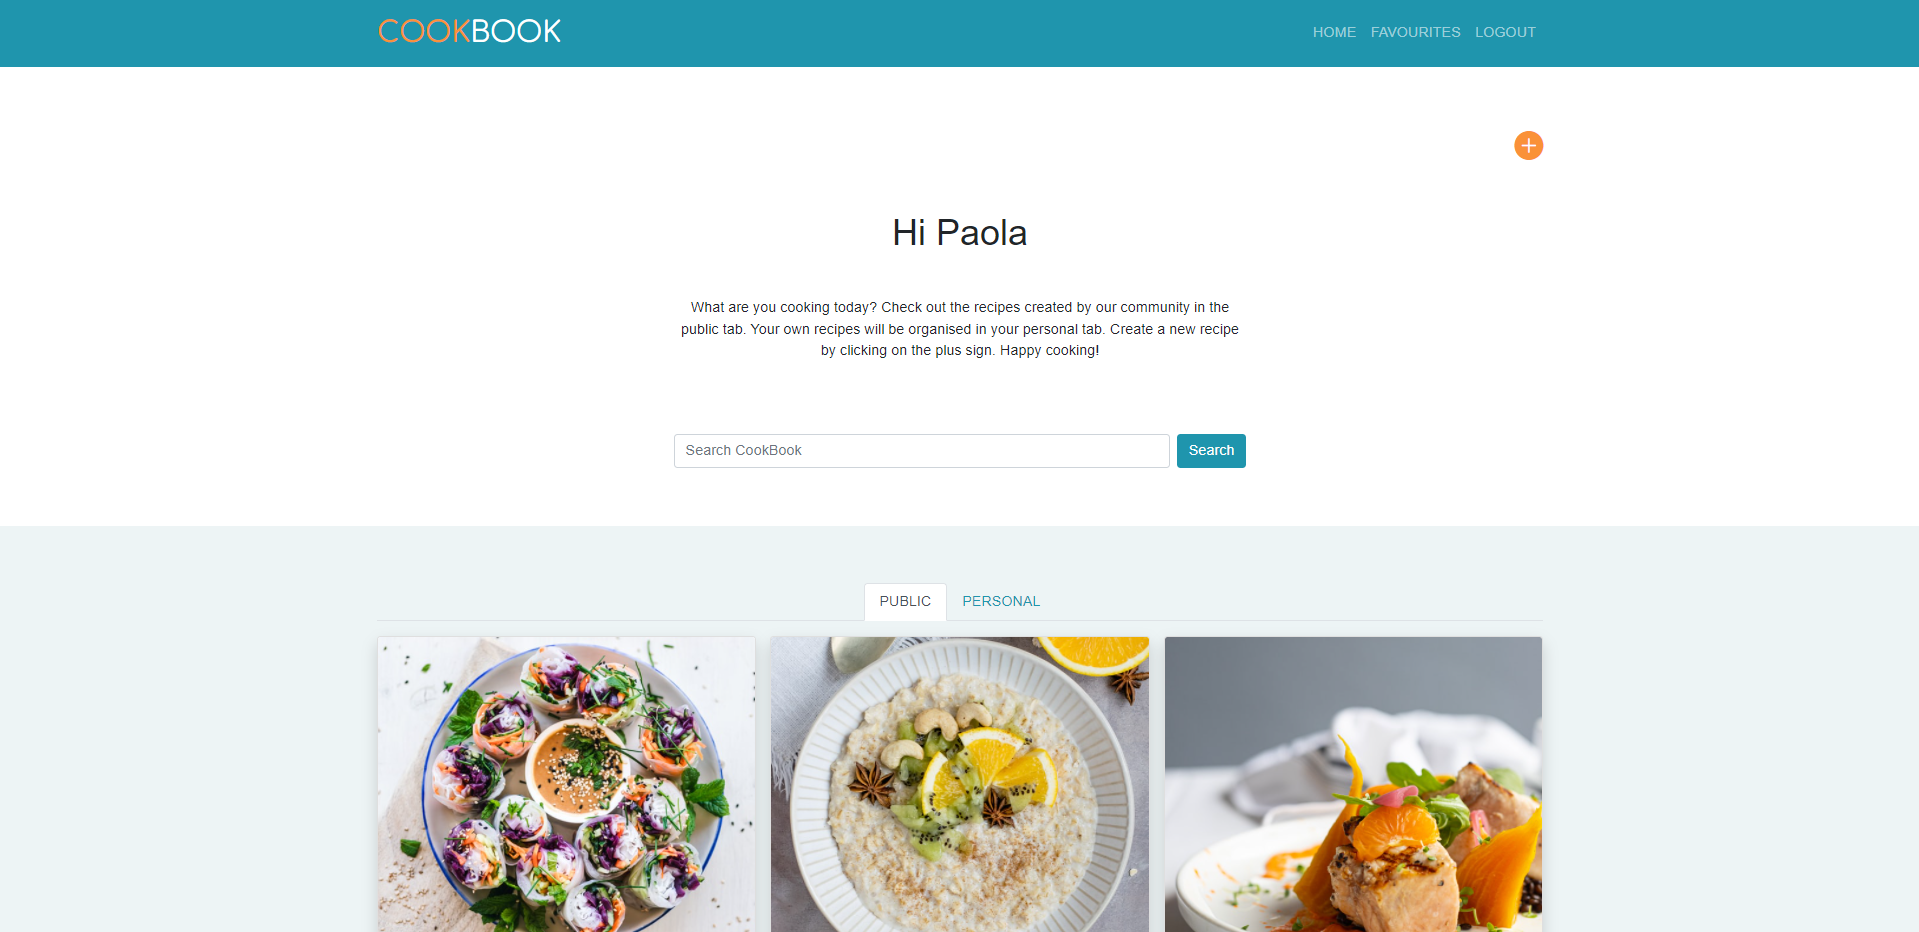 COOKBOOK
HOME FAVOURITES LOGOUT
Hi Paola
What are you cooking today? Check out the recipes created by our community in the
public tab. Your own recipes will be organised in your personal tab. Create a new recipe
by clicking on the plus sign. Happy cooking!
Search CookBook
Search
PUBLIC PERSONAL